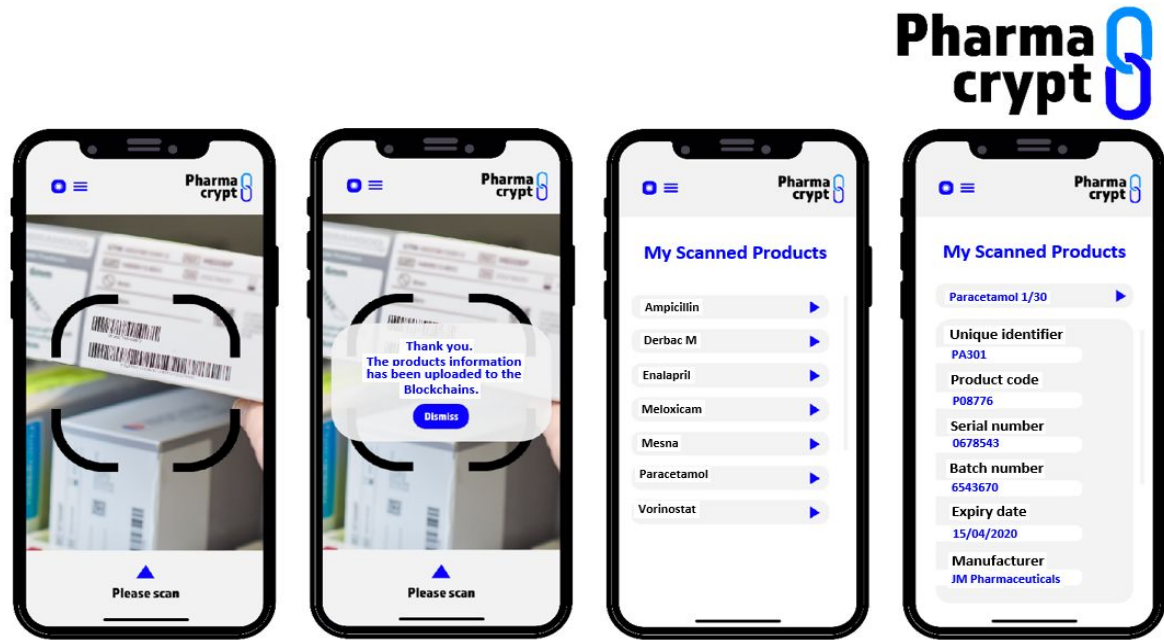 Pharma
crypt
Pharma
crypt
Please scan
Pharma
crypt
Thank you.
The products information
has been uploaded to the
Blockchains.
Dismiss
Please scan
Pharma
crypt
My Scanned Products
Ampicillin
Derbac M
Enalapril
Meloxicam
Mesna
Paracetamol
Vorinostat
Pharma
crypt
My Scanned Products
Paracetamol 1/30
Unique identifier
PA301
Product code
P08776
Serial number
0678543
Batch number
6543670
Expiry date
15/04/2020
Manufacturer
JM Pharmaceuticals